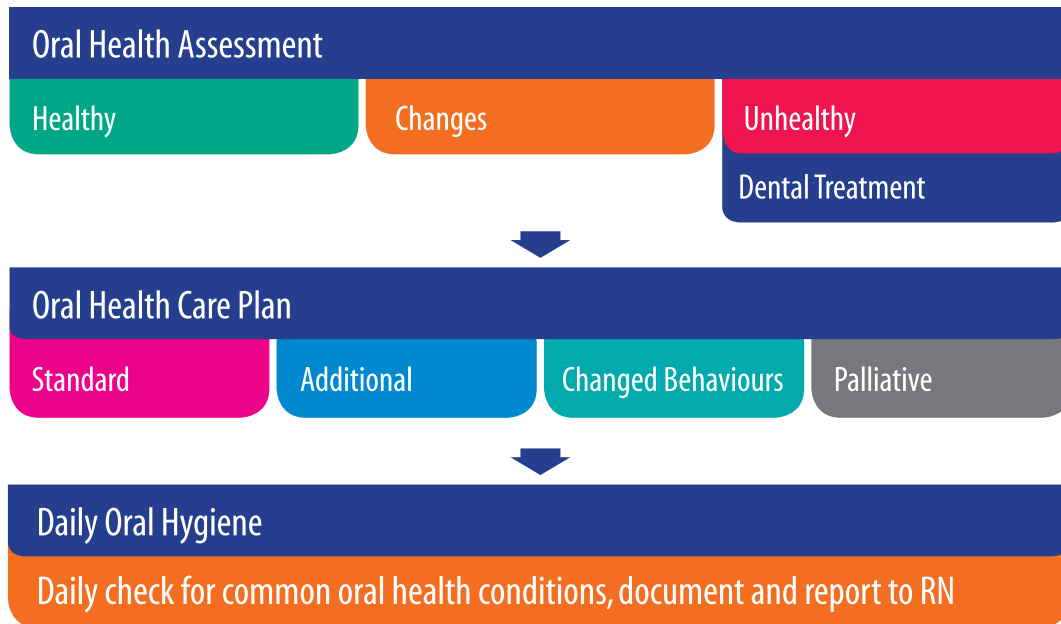 Oral Health Assessment
Healthy
Changes
Unhealthy
Dental Treatment
Oral Health Care Plan
Standard
Additional
Changed Behaviours
Palliative
Daily Oral Hygiene
Daily check for common oral health conditions, document and report to RN